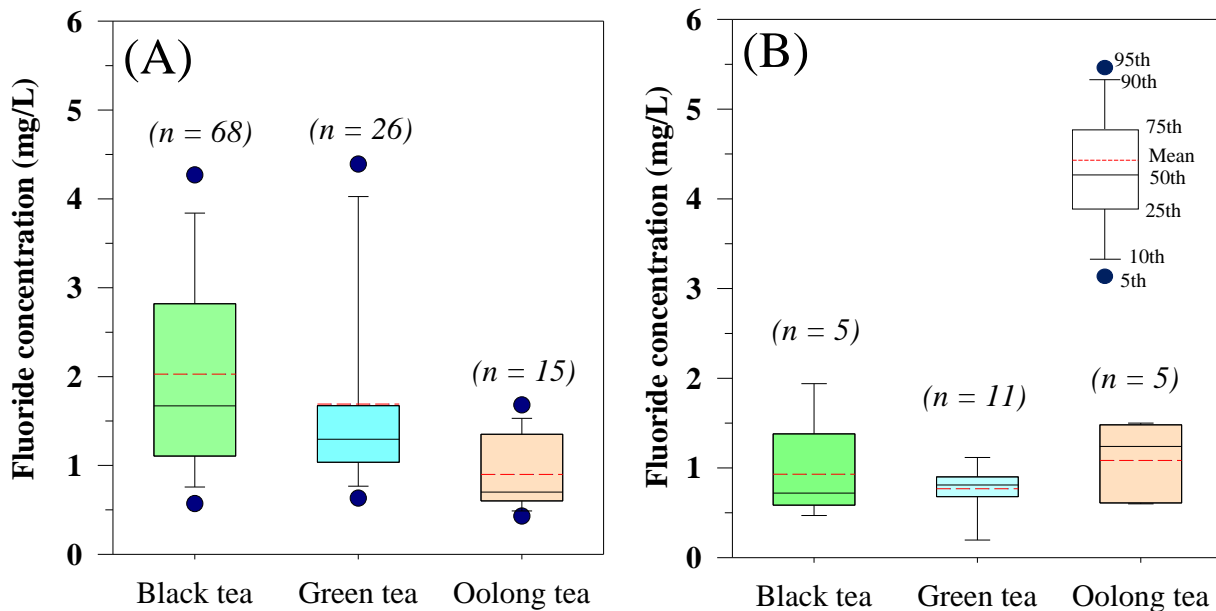 (A)
Fluoride concentration (mg/L)
6
5
4
3
2
1
0
(n = 68)
(n = 26)
(n = 15)
Black tea
Green tea
Oolong tea
(B)
Fluoride concentration (mg/L)
6
5
4
3
2
1
0
95th
90th
75th
Mean
50th
25th
10th
5th
(n = 5)
(n = 11)
(n = 5)
Black tea
Green tea
Oolong tea